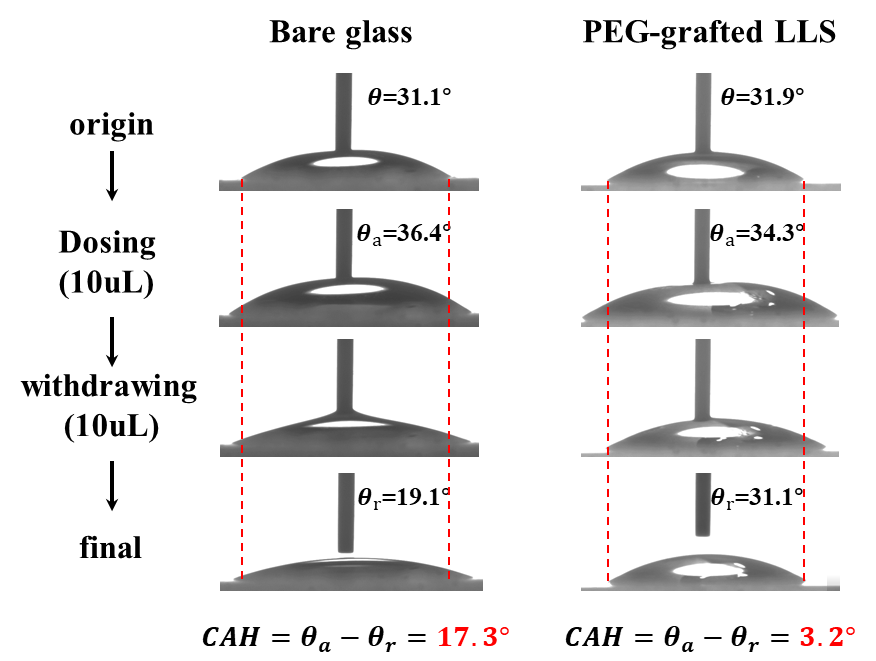 Bare glass
PEG-grafted LLS
origin
θ=31.1°
θ=31.9°
Dosing
(10uL)
θa=36.4°
θa=34.3°
withdrawing
(10uL)
final
θr=19.1°
θr=31.1°
CAH = θa − θr = 17.3°
CAH = θa − θr = 3.2°